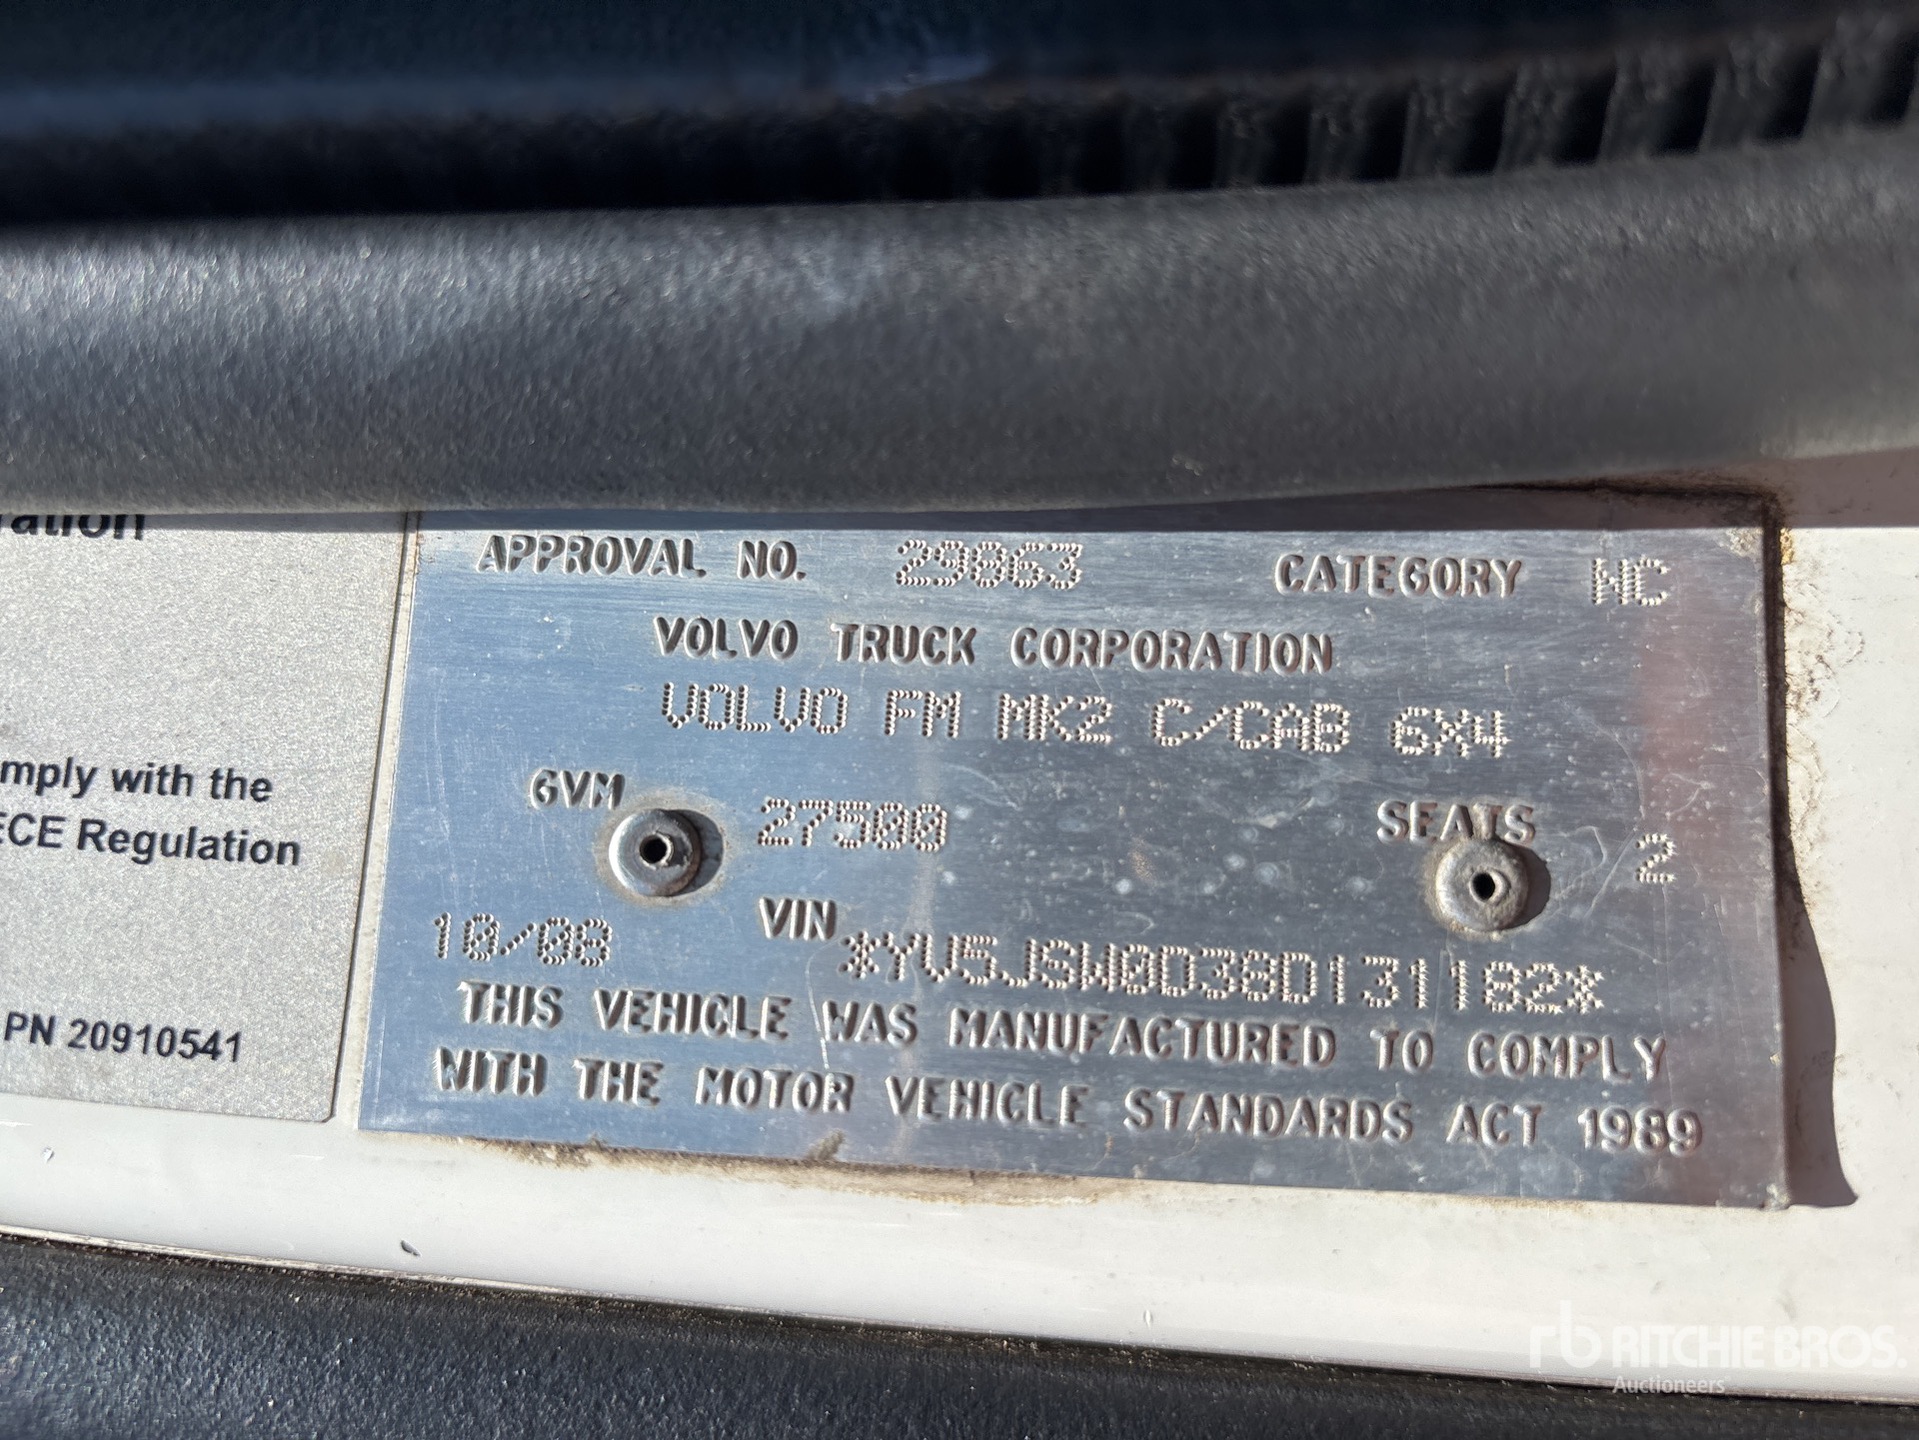 ration
mply with the
ECE Regulation
PN 20910541
APPROVAL NO. 29863 CATEGORY NC
VOLVO TRUCK CORPORATION
VOLVO FM MK2 C/CAB 6X4
GVM 27500 SEATS 2
10/08 VIN *YV5JSW0D38D131182*
THIS VEHICLE WAS MANUFACTURED TO COMPLY
WITH THE MOTOR VEHICLE STANDARDS ACT 1989
rb RITCHIE BROS.
Auctioneers